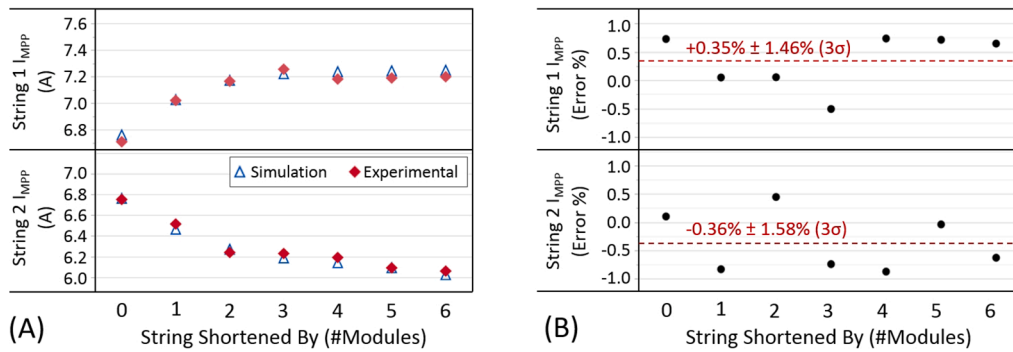 String 1 I_MPP
(A)
7.6
7.4
7.2
7.0
6.8
String 2 I_MPP
(A)
7.0
6.8
6.6
6.4
6.2
6.0
Simulation
Experimental
0 1 2 3 4 5 6
String Shortened By (#Modules)
(A)
String 1 I_MPP
(Error %)
1.0
0.5
0.0
-0.5
-1.0
+0.35% ± 1.46% (3σ)
String 2 I_MPP
(Error %)
1.0
0.5
0.0
-0.5
-1.0
-0.36% ± 1.58% (3σ)
0 1 2 3 4 5 6
String Shortened By (#Modules)
(B)